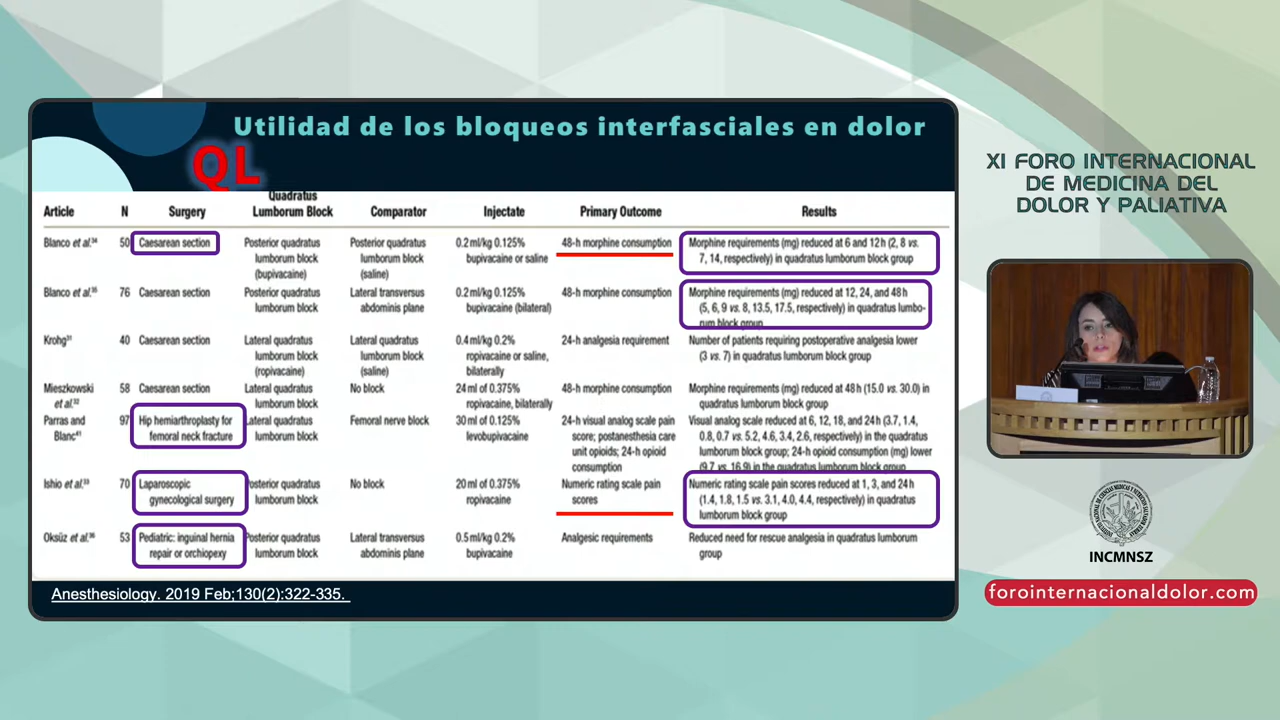 Utilidad de los bloqueos interfasciales en dolor
QL
XI FORO INTERNACIONAL
DE MEDICINA DEL
DOLOR Y PALIATIVA
Article
N
Surgery
Quadratus
Lumborum Block
Comparator
Injectate
Primary Outcome
Results
Blanco et al.34
50
Caesarean section
Posterior quadratus
lumborum block
(bupivacaine)
Posterior quadratus
lumborum block
(saline)
0.2 ml/kg 0.125%
bupivacaine or saline
48-h morphine consumption
Morphine requirements (mg) reduced at 6 and 12 h (2, 8 vs.
7, 14, respectively) in quadratus lumborum block group
Blanco et al.35
76
Caesarean section
Posterior quadratus
lumborum block
Lateral transversus
abdominis plane
0.2 ml/kg 0.125%
bupivacaine (bilateral)
48-h morphine consumption
Morphine requirements (mg) reduced at 12, 24, and 48 h
(5, 6, 9 vs. 8, 13.5, 17.5, respectively) in quadratus lumbo-
rum block group
Krohg31
40
Caesarean section
Lateral quadratus
lumborum block
(ropivacaine)
Lateral quadratus
lumborum block
(saline)
0.4 ml/kg 0.2%
ropivacaine or saline,
bilaterally
24-h analgesia requirement
Number of patients requiring postoperative analgesia lower
(3 vs. 7) in quadratus lumborum block group
Mieszkowski
et al.32
58
Caesarean section
Lateral quadratus
lumborum block
No block
24 ml of 0.375%
ropivacaine, bilaterally
48-h morphine consumption
Morphine requirements (mg) reduced at 48 h (15.0 vs. 30.0) in
quadratus lumborum block group
Parras and
Blanc41
97
Hip hemiarthroplasty for
femoral neck fracture
Lateral quadratus
lumborum block
Femoral nerve block
30 ml of 0.125%
levobupivacaine
24-h visual analog scale pain
score; postanesthesia care
unit opioids; 24-h opioid
consumption
Visual analog scale reduced at 6, 12, 18, and 24 h (3.7, 1.4,
0.8, 0.7 vs. 5.2, 4.6, 3.4, 2.6, respectively) in the quadratus
lumborum block group; 24-h opioid consumption (mg) lower
(9.7 vs. 16.9) in the quadratus lumborum block group
Ishio et al.33
70
Laparoscopic
gynecological surgery
Posterior quadratus
lumborum block
No block
20 ml of 0.375%
ropivacaine
Numeric rating scale pain
scores
Numeric rating scale pain scores reduced at 1, 3, and 24 h
(1.4, 1.8, 1.5 vs. 3.1, 4.0, 4.4, respectively) in quadratus
lumborum block group
Oksüz et al.36
53
Pediatric: inguinal hernia
repair or orchiopexy
Posterior quadratus
lumborum block
Lateral transversus
abdominis plane
0.5 ml/kg 0.2%
bupivacaine
Analgesic requirements
Reduced need for rescue analgesia in quadratus lumborum
group
Anesthesiology. 2019 Feb;130(2):322-335.
INCMNSZ
forointernacionaldolor.com